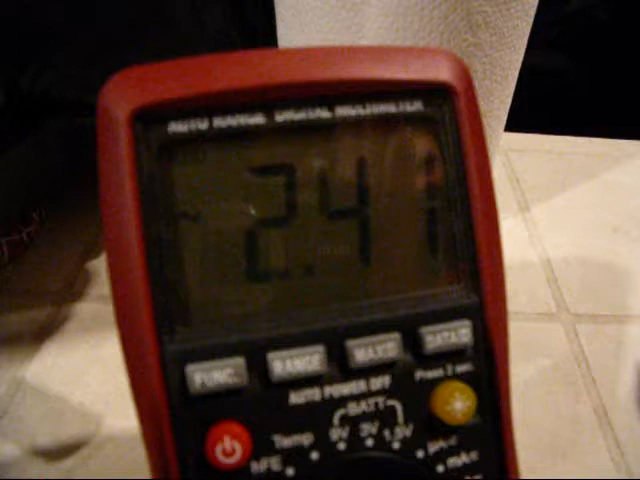 AUTO RANGE DIGITAL MULTIMETER
~ 2.41
FUNC. RANGE MAX/H DATA/B
AUTO POWER OFF
Press 2 sec.
BATT
Temp 9V 3V 1.5V
hFE
mA